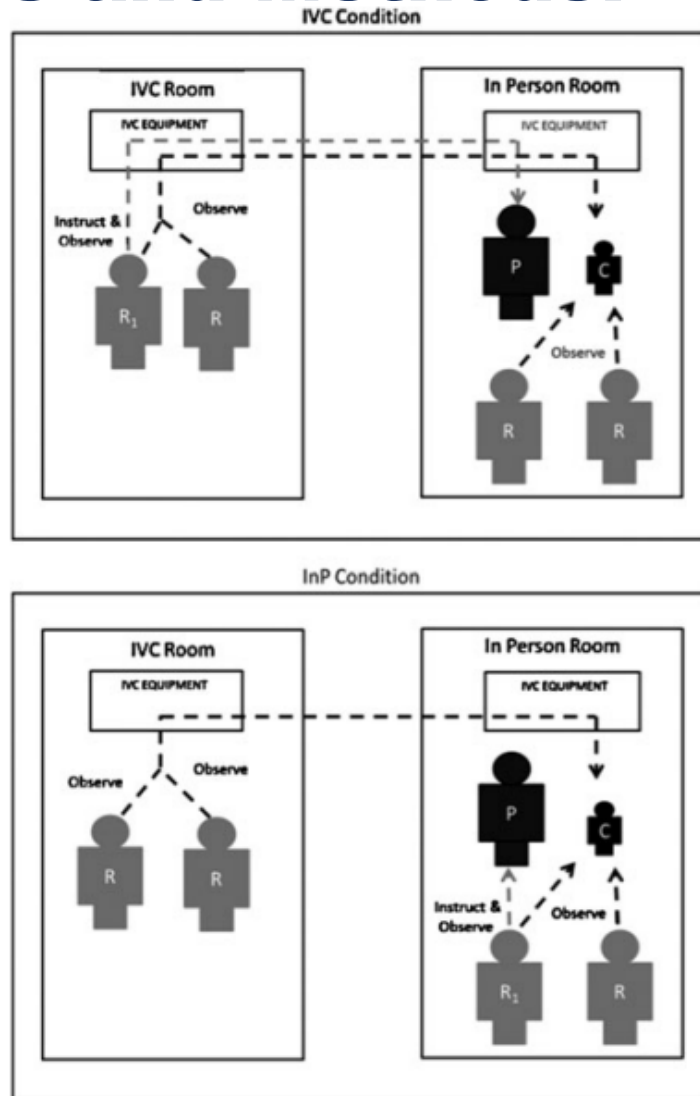 IVC Condition
IVC Room
In Person Room
IVC EQUIPMENT
IVC EQUIPMENT
Instruct &
Observe
Observe
P
C
R1
R
Observe
R
R
InP Condition
IVC Room
In Person Room
IVC EQUIPMENT
IVC EQUIPMENT
Observe
Observe
P
C
R
R
Instruct &
Observe
Observe
R1
R